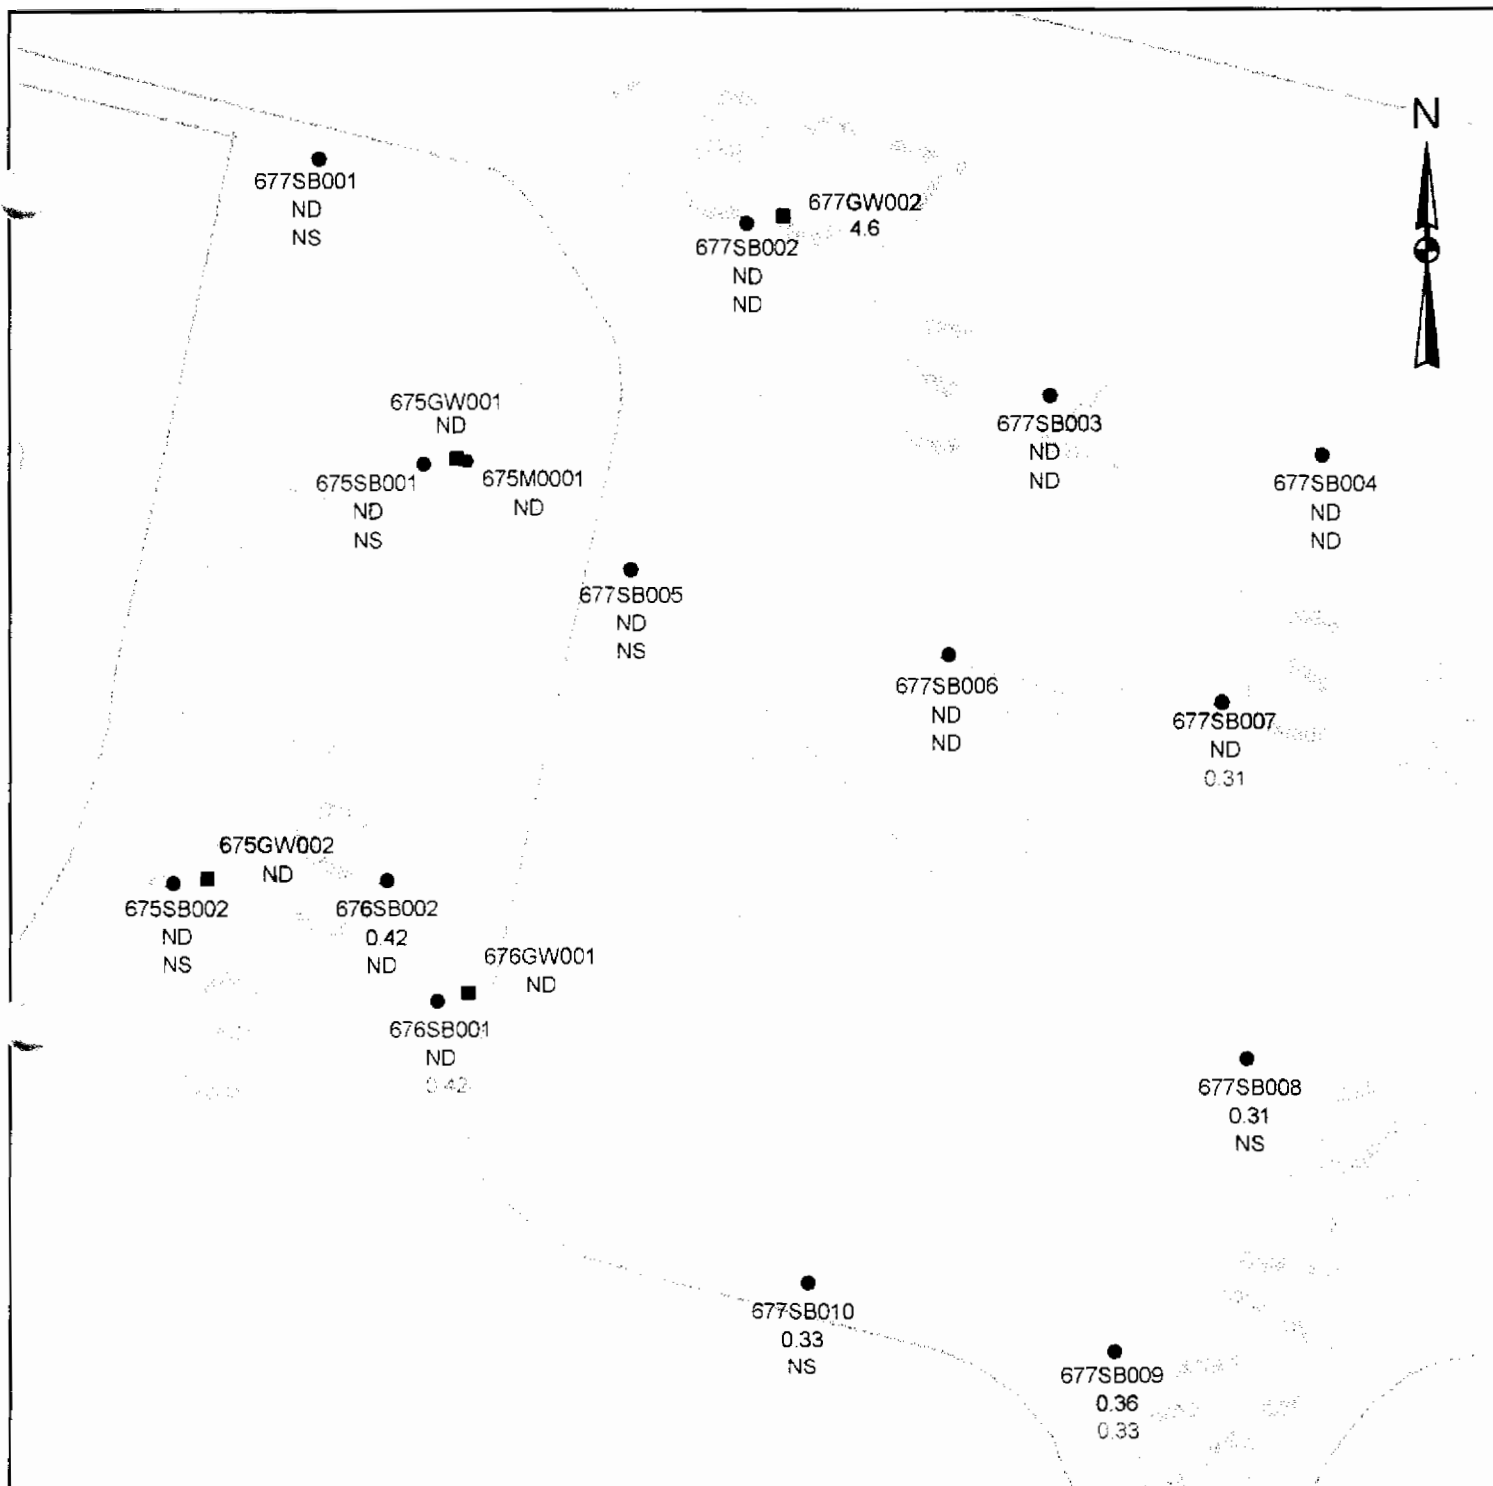 N
677SB001
ND
NS
677GW002
4.6
677SB002
ND
ND
675GW001
ND
675SB001
ND
NS
675M0001
ND
677SB003
ND
ND
677SB004
ND
ND
677SB005
ND
NS
677SB006
ND
ND
677SB007
ND
0.31
675GW002
ND
675SB002
ND
NS
676SB002
0.42
ND
676GW001
ND
676SB001
ND
0.42
677SB008
0.31
NS
677SB010
0.33
NS
677SB009
0.36
0.33